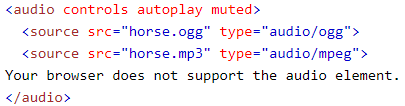 <audio controls autoplay muted>
  <source src="horse.ogg" type="audio/ogg">
  <source src="horse.mp3" type="audio/mpeg">
Your browser does not support the audio element.
</audio>